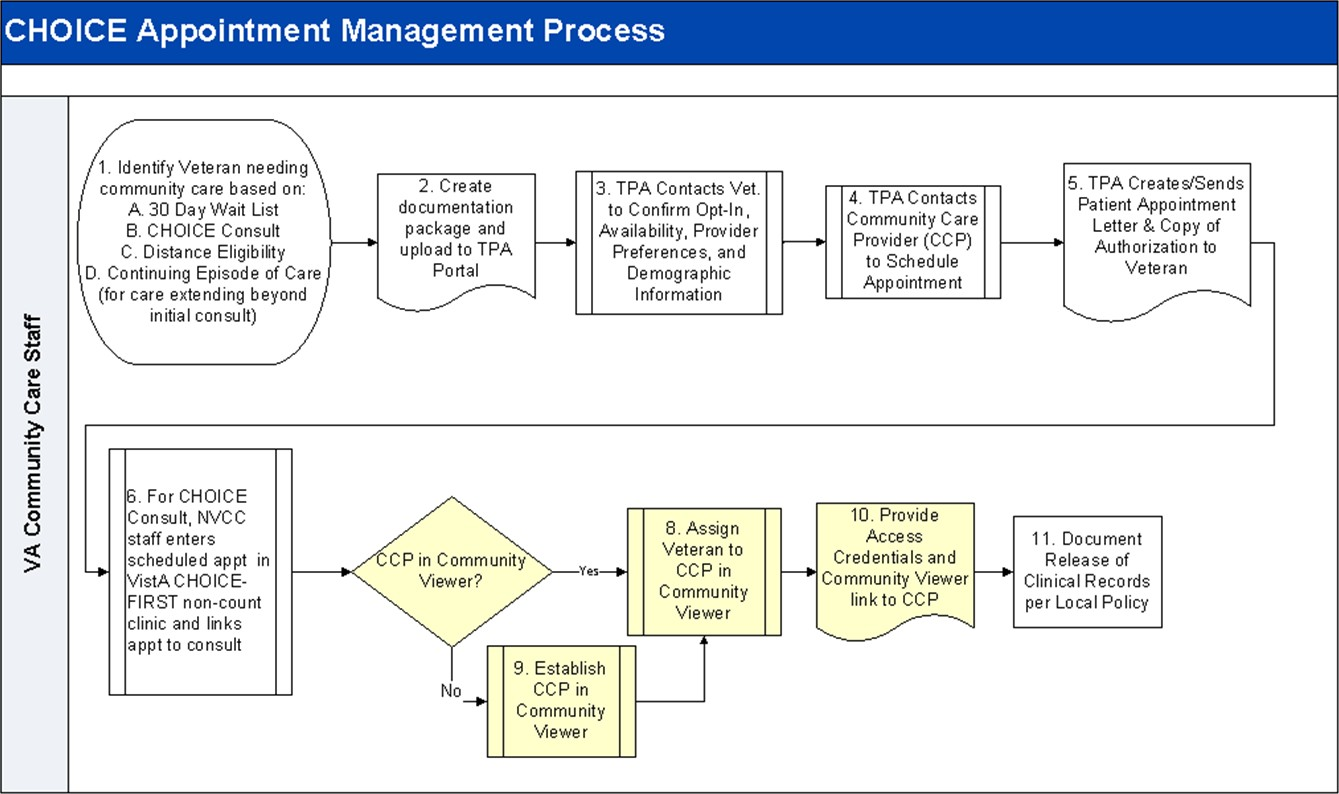 CHOICE Appointment Management Process
VA Community Care Staff
1. Identify Veteran needing
community care based on:
A. 30 Day Wait List
B. CHOICE Consult
C. Distance Eligibility
D. Continuing Episode of Care
(for care extending beyond
initial consult)
2. Create
documentation
package and
upload to TPA
Portal
3. TPA Contacts Vet.
to Confirm Opt-In,
Availability, Provider
Preferences, and
Demographic
Information
4. TPA Contacts
Community Care
Provider (CCP)
to Schedule
Appointment
5. TPA Creates/Sends
Patient Appointment
Letter & Copy of
Authorization to
Veteran
6. For CHOICE
Consult, NVCC
staff enters
scheduled appt in
VistA CHOICE-
FIRST non-count
clinic and links
appt to consult
CCP in Community
Viewer?
Yes
No
8. Assign
Veteran to
CCP in
Community
Viewer
9. Establish
CCP in
Community
Viewer
10. Provide
Access
Credentials and
Community Viewer
link to CCP
11. Document
Release of
Clinical Records
per Local Policy